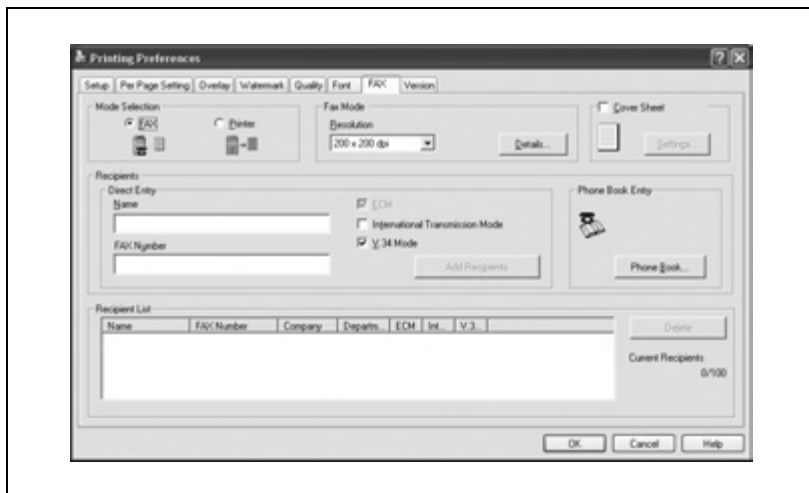 Printing Preferences
Setup Per Page Setting Overlay Watermark Quality Font FAX Version
Mode Selection
FAX
Printer
Fax Mode
Resolution
200 x 200 dpi
Details...
Cover Sheet
Settings...
Recipients
Direct Entry
Name
FAX Number
ECM
International Transmission Mode
V.34 Mode
Add Recipients
Phone Book Entry
Phone Book...
Recipient List
Name FAX Number Company Departm... ECM Int... V.3...
Delete
Current Recipients
0/100
OK Cancel Help